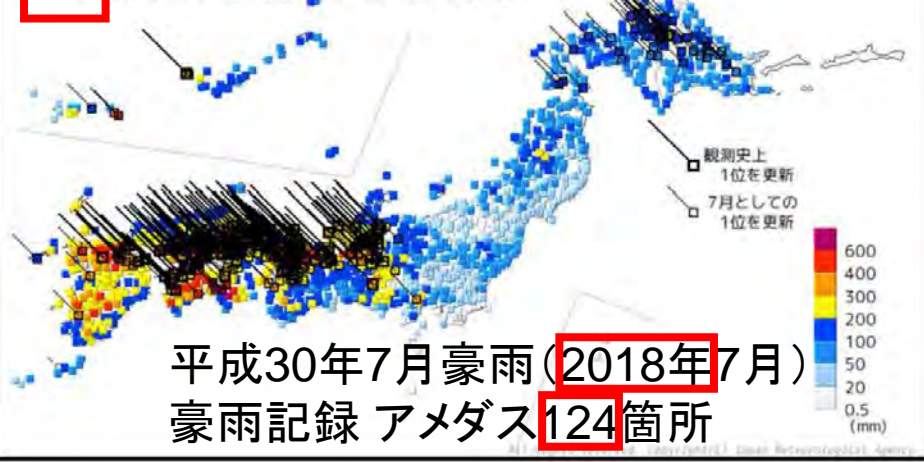 観測史上
1位を更新
7月としての
1位を更新
600
400
300
200
100
50
20
0.5
(mm)
平成30年7月豪雨(2018年7月)
豪雨記録 アメダス124箇所